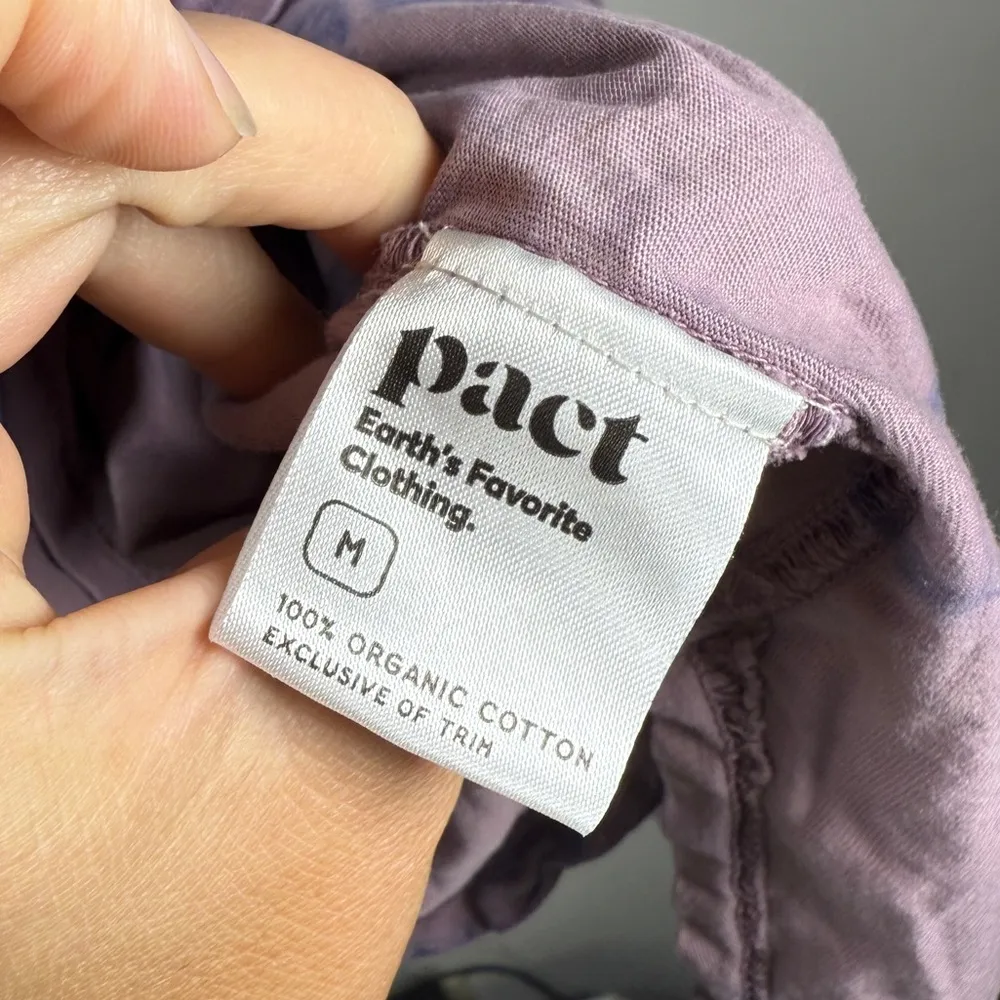 pact
Earth's Favorite
Clothing.
M
100% ORGANIC COTTON
EXCLUSIVE OF TRIM